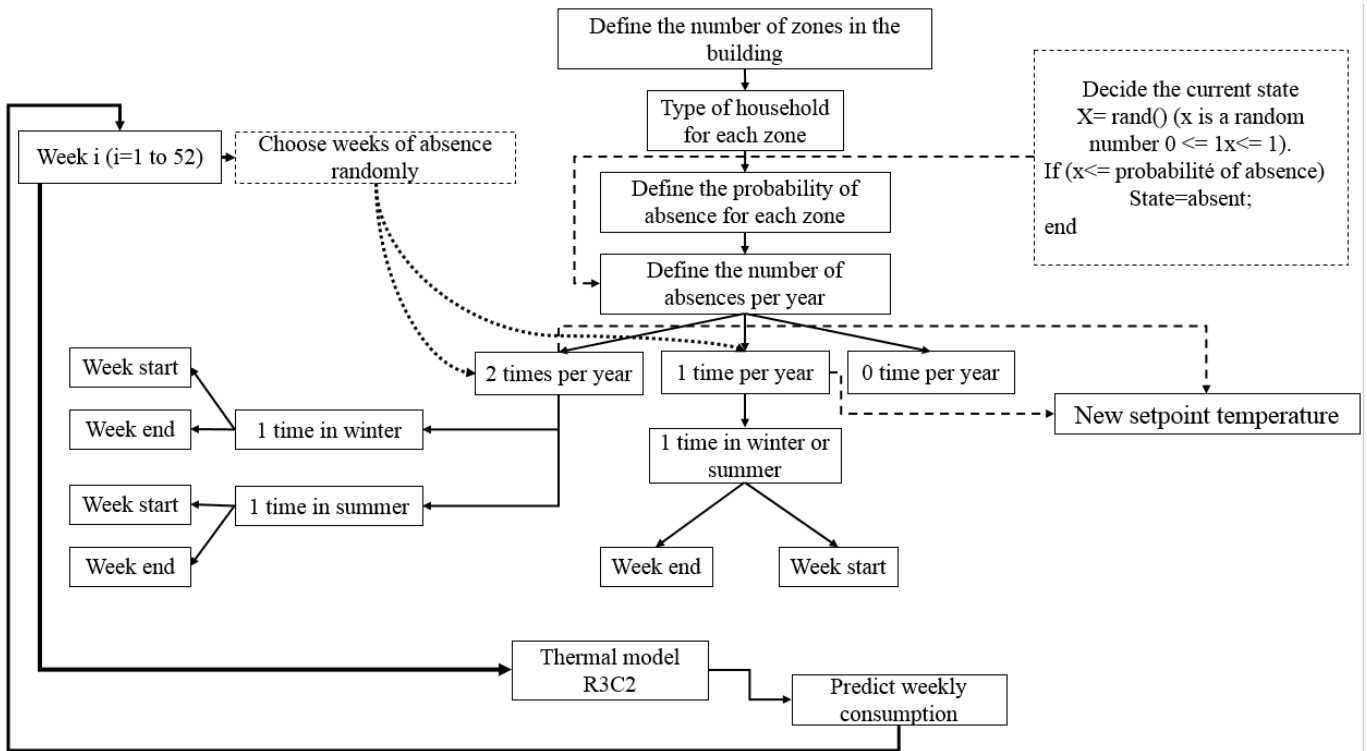 Define the number of zones in the
building
Decide the current state
X= rand() (x is a random
number 0 <= 1x<= 1).
If (x<= probabilité of absence)
State=absent;
end
Type of household
for each zone
Week i (i=1 to 52)
Choose weeks of absence
randomly
Define the probability of
absence for each zone
Define the number of
absences per year
2 times per year
1 time per year
0 time per year
New setpoint temperature
Week start
Week end
1 time in winter
1 time in winter or
summer
Week start
Week end
1 time in summer
Week end
Week start
Thermal model
R3C2
Predict weekly
consumption